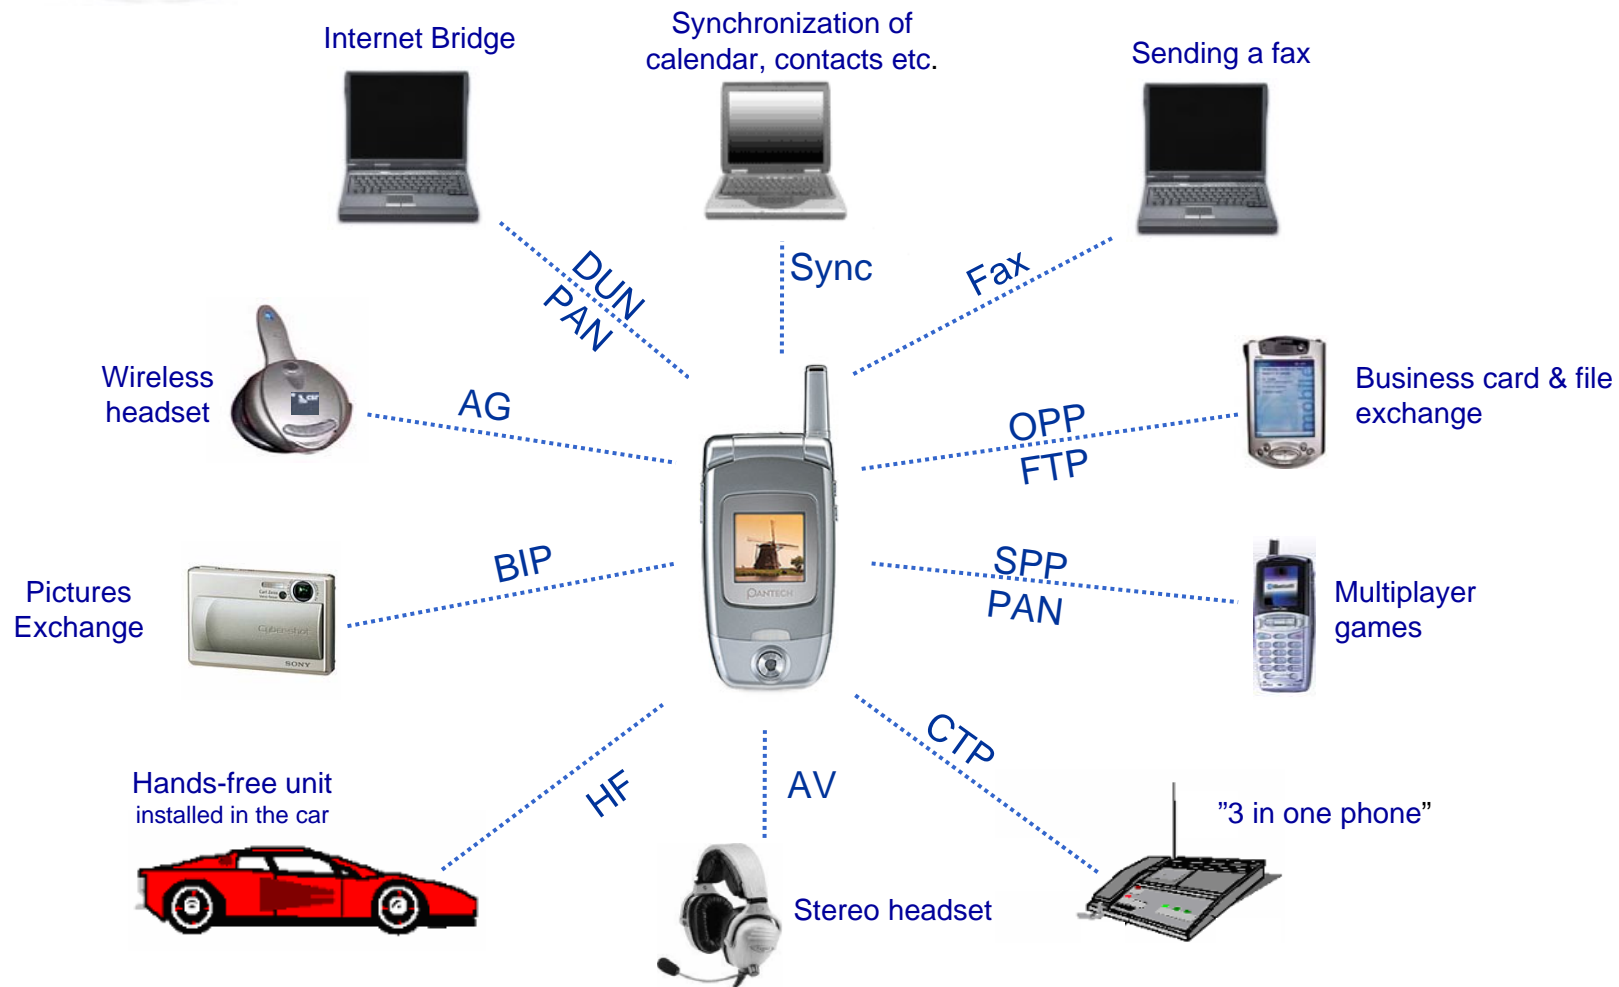 Internet Bridge
Synchronization of
calendar, contacts etc.
Sending a fax
DUN
PAN
Sync
Fax
Wireless
headset
AG
OPP
FTP
Business card & file
exchange
Pictures
Exchange
BIP
SPP
PAN
Multiplayer
games
PANTECH
Cybershot
SONY
Hands-free unit
installed in the car
HF
AV
CTP
Stereo headset
”3 in one phone”